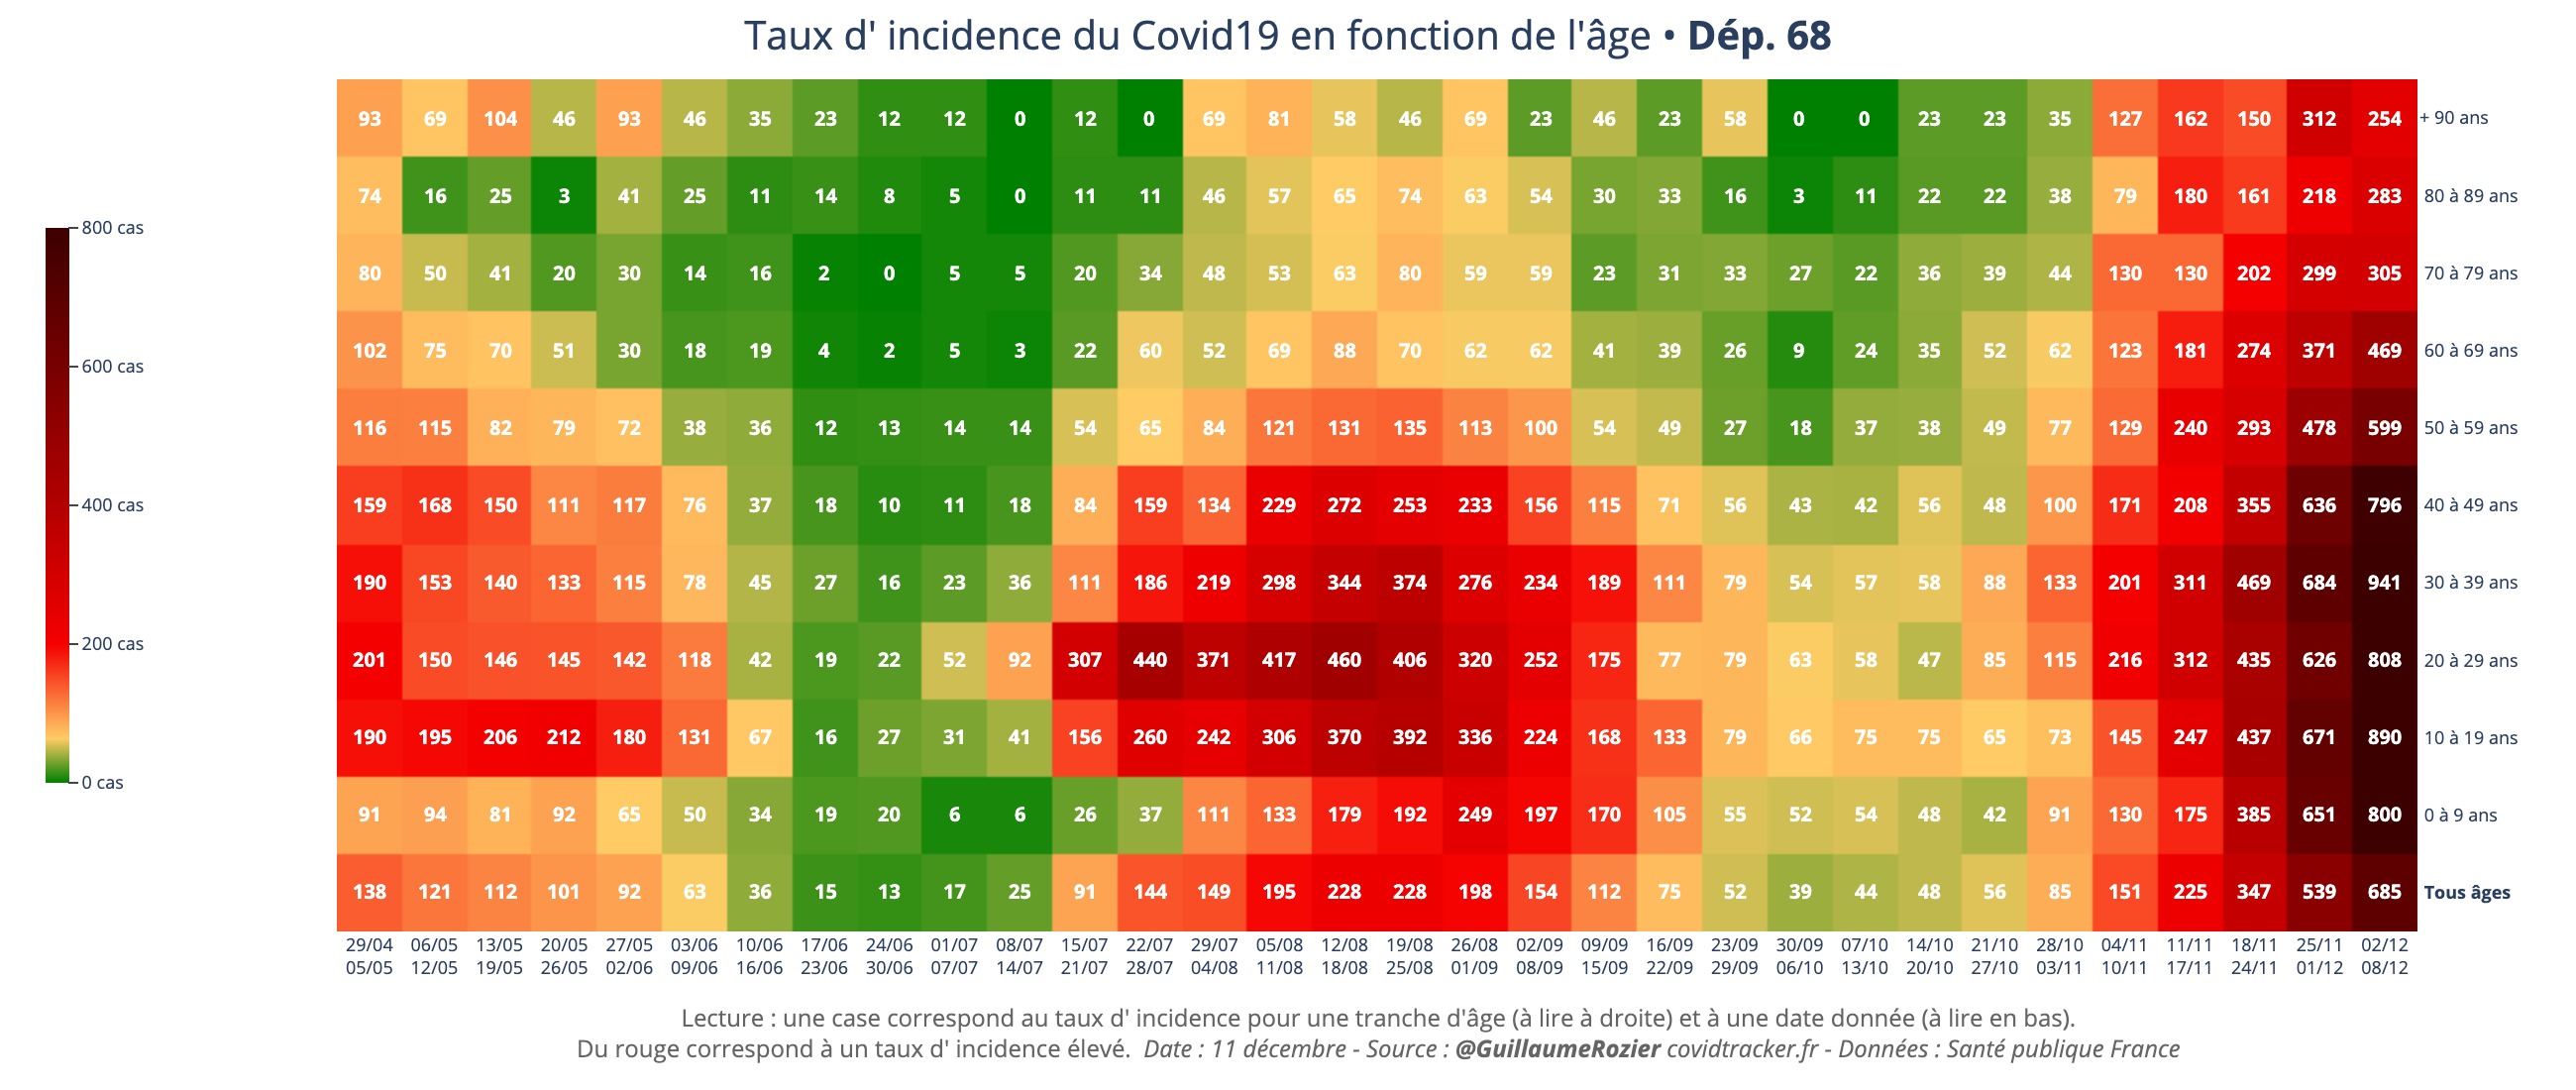 Taux d' incidence du Covid19 en fonction de l'âge • Dép. 68
800 cas
600 cas
400 cas
200 cas
0 cas
93 69 104 46 93 46 35 23 12 12 0 12 0 69 81 58 46 69 23 46 23 58 0 0 23 23 35 127 162 150 312 254 + 90 ans
74 16 25 3 41 25 11 14 8 5 0 11 11 46 57 65 74 63 54 30 33 16 3 11 22 22 38 79 180 161 218 283 80 à 89 ans
80 50 41 20 30 14 16 2 0 5 5 20 34 48 53 63 80 59 59 23 31 33 27 22 36 39 44 130 130 202 299 305 70 à 79 ans
102 75 70 51 30 18 19 4 2 5 3 22 60 52 69 88 70 62 62 41 39 26 9 24 35 52 62 123 181 274 371 469 60 à 69 ans
116 115 82 79 72 38 36 12 13 14 14 54 65 84 121 131 135 113 100 54 49 27 18 37 38 49 77 129 240 293 478 599 50 à 59 ans
159 168 150 111 117 76 37 18 10 11 18 84 159 134 229 272 253 233 156 115 71 56 43 42 56 48 100 171 208 355 636 796 40 à 49 ans
190 153 140 133 115 78 45 27 16 23 36 111 186 219 298 344 374 276 234 189 111 79 54 57 58 88 133 201 311 469 684 941 30 à 39 ans
201 150 146 145 142 118 42 19 22 52 92 307 440 371 417 460 406 320 252 175 77 79 63 58 47 85 115 216 312 435 626 808 20 à 29 ans
190 195 206 212 180 131 67 16 27 31 41 156 260 242 306 370 392 336 224 168 133 79 66 75 75 65 73 145 247 437 671 890 10 à 19 ans
91 94 81 92 65 50 34 19 20 6 6 26 37 111 133 179 192 249 197 170 105 55 52 54 48 42 91 130 175 385 651 800 0 à 9 ans
138 121 112 101 92 63 36 15 13 17 25 91 144 149 195 228 228 198 154 112 75 52 39 44 48 56 85 151 225 347 539 685 Tous âges
29/04 06/05 13/05 20/05 27/05 03/06 10/06 17/06 24/06 01/07 08/07 15/07 22/07 29/07 05/08 12/08 19/08 26/08 02/09 09/09 16/09 23/09 30/09 07/10 14/10 21/10 28/10 04/11 11/11 18/11 25/11 02/12
05/05 12/05 19/05 26/05 02/06 09/06 16/06 23/06 30/06 07/07 14/07 21/07 28/07 04/08 11/08 18/08 25/08 01/09 08/09 15/09 22/09 29/09 06/10 13/10 20/10 27/10 03/11 10/11 17/11 24/11 01/12 08/12
Lecture : une case correspond au taux d' incidence pour une tranche d'âge (à lire à droite) et à une date donnée (à lire en bas).
Du rouge correspond à un taux d' incidence élevé. Date : 11 décembre - Source : @GuillaumeRozier covidtracker.fr - Données : Santé publique France